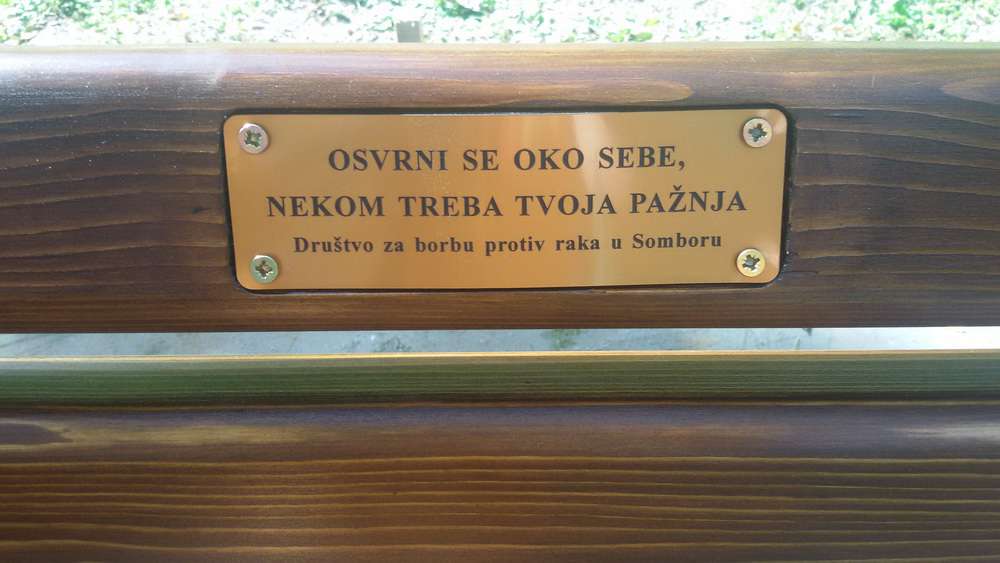 OSVRNI SE OKO SEBE,
NEKOM TREBA TVOJA PAŽNJA
Društvo za borbu protiv raka u Somboru